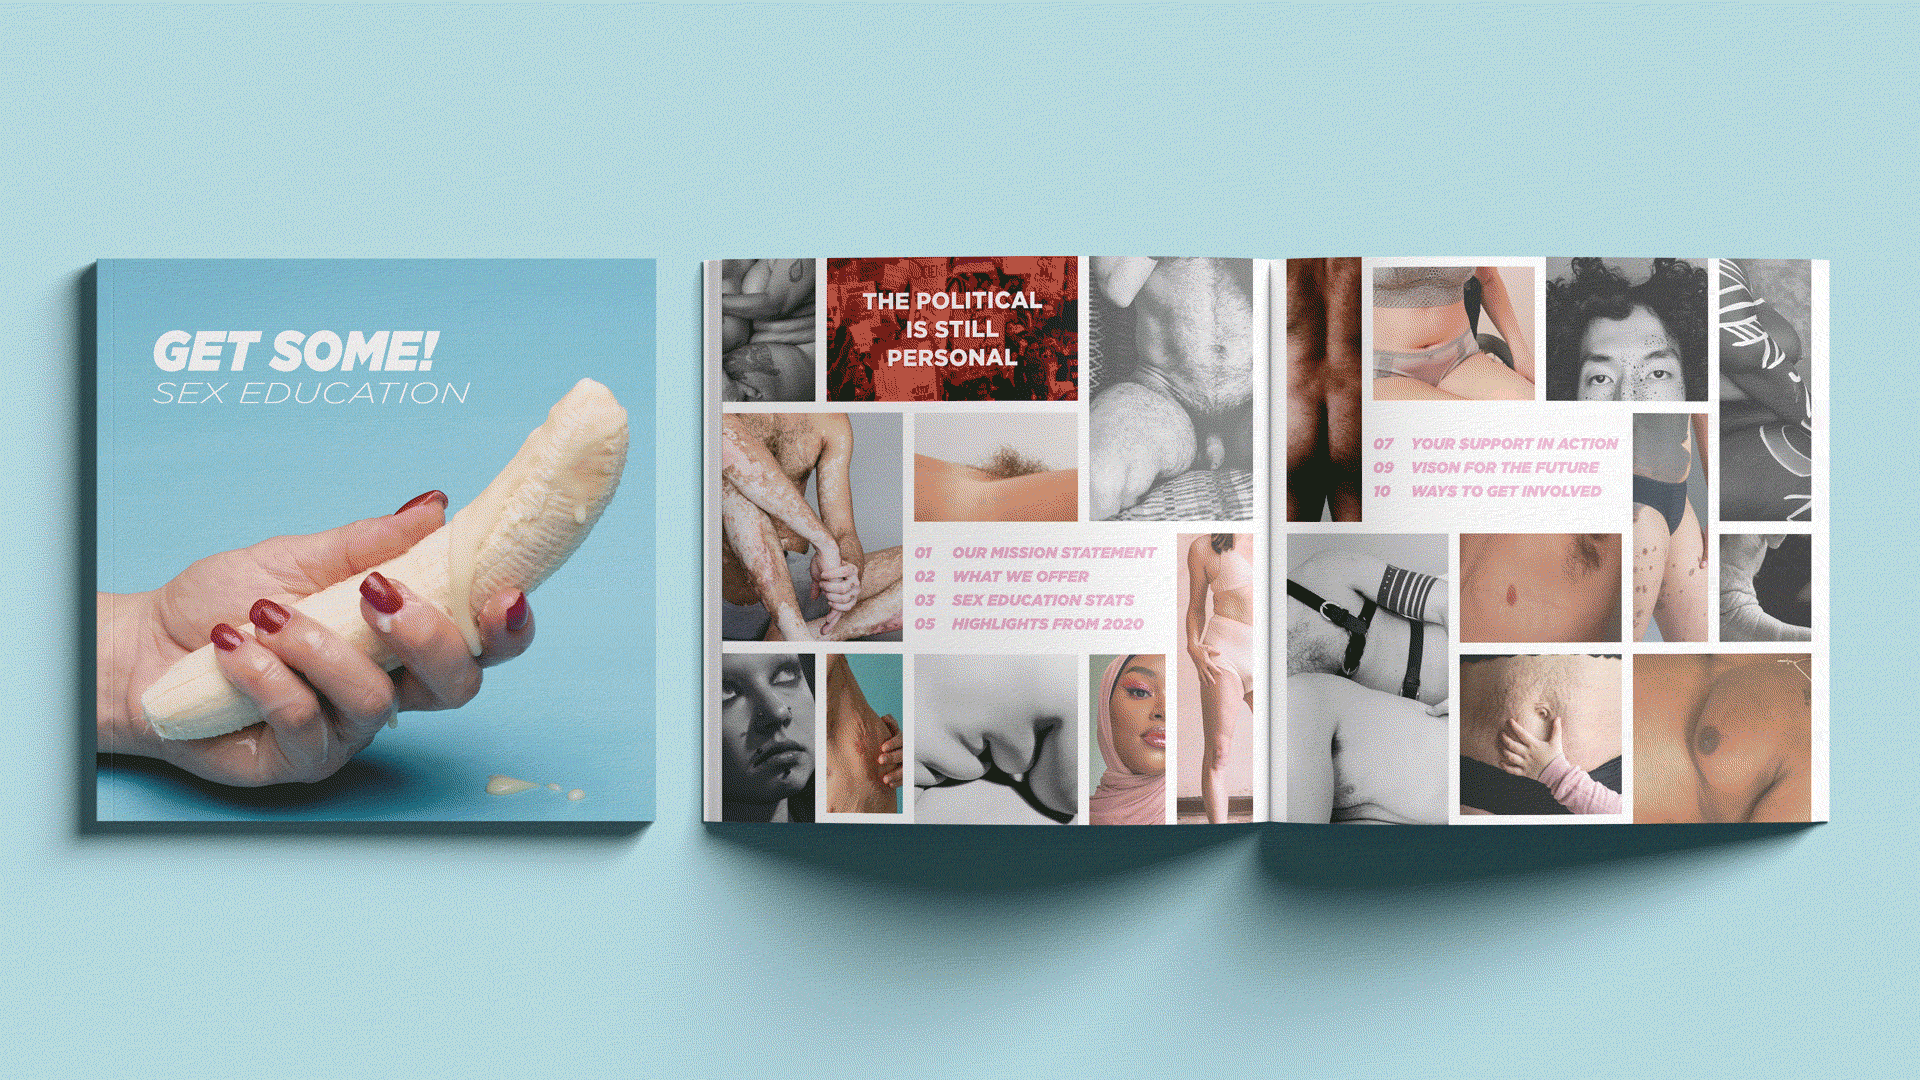 GET SOME!
SEX EDUCATION
THE POLITICAL
IS STILL
PERSONAL
01 OUR MISSION STATEMENT
02 WHAT WE OFFER
03 SEX EDUCATION STATS
05 HIGHLIGHTS FROM 2020
07 YOUR SUPPORT IN ACTION
09 VISON FOR THE FUTURE
10 WAYS TO GET INVOLVED